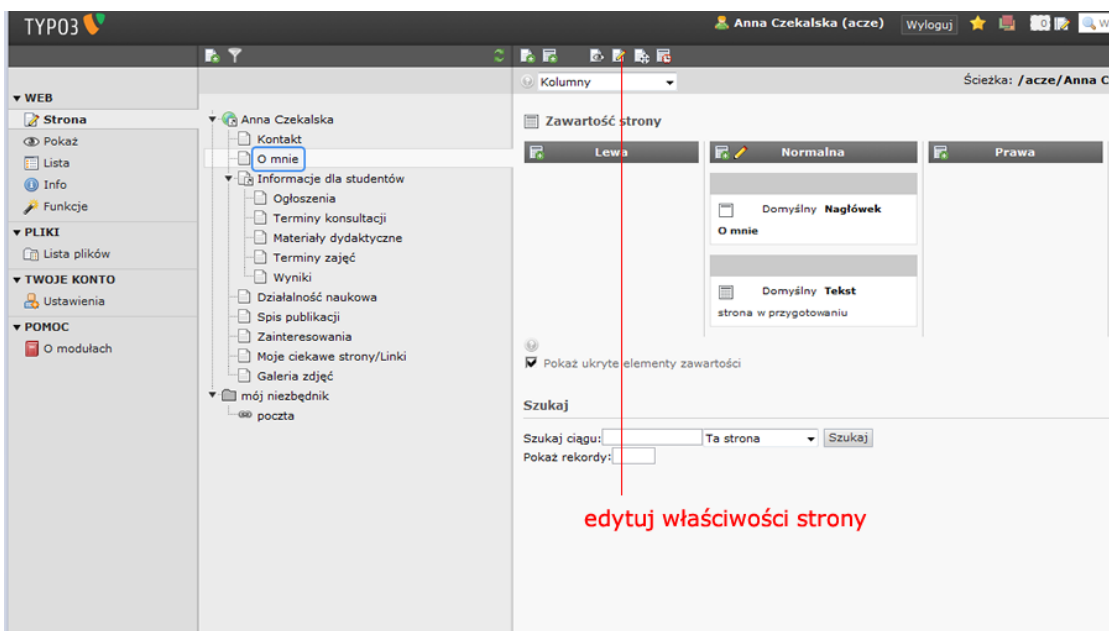 TYPO3
Anna Czekalska (acze)
Wyloguj
0
Kolumny
Ścieżka: /acze/Anna C
WEB
Strona
Pokaż
Lista
Info
Funkcje
PLIKI
Lista plików
TWOJE KONTO
Ustawienia
POMOC
O modułach
Anna Czekalska
Kontakt
O mnie
Informacje dla studentów
Ogłoszenia
Terminy konsultacji
Materiały dydaktyczne
Terminy zajęć
Wyniki
Działalność naukowa
Spis publikacji
Zainteresowania
Moje ciekawe strony/Linki
Galeria zdjęć
mój niezbędnik
poczta
Zawartość strony
Lewa Normalna Prawa
Domyślny Nagłówek
O mnie
Domyślny Tekst
strona w przygotowaniu
Pokaż ukryte elementy zawartości
Szukaj
Szukaj ciągu: Ta strona Szukaj
Pokaż rekordy:
edytuj właściwości strony